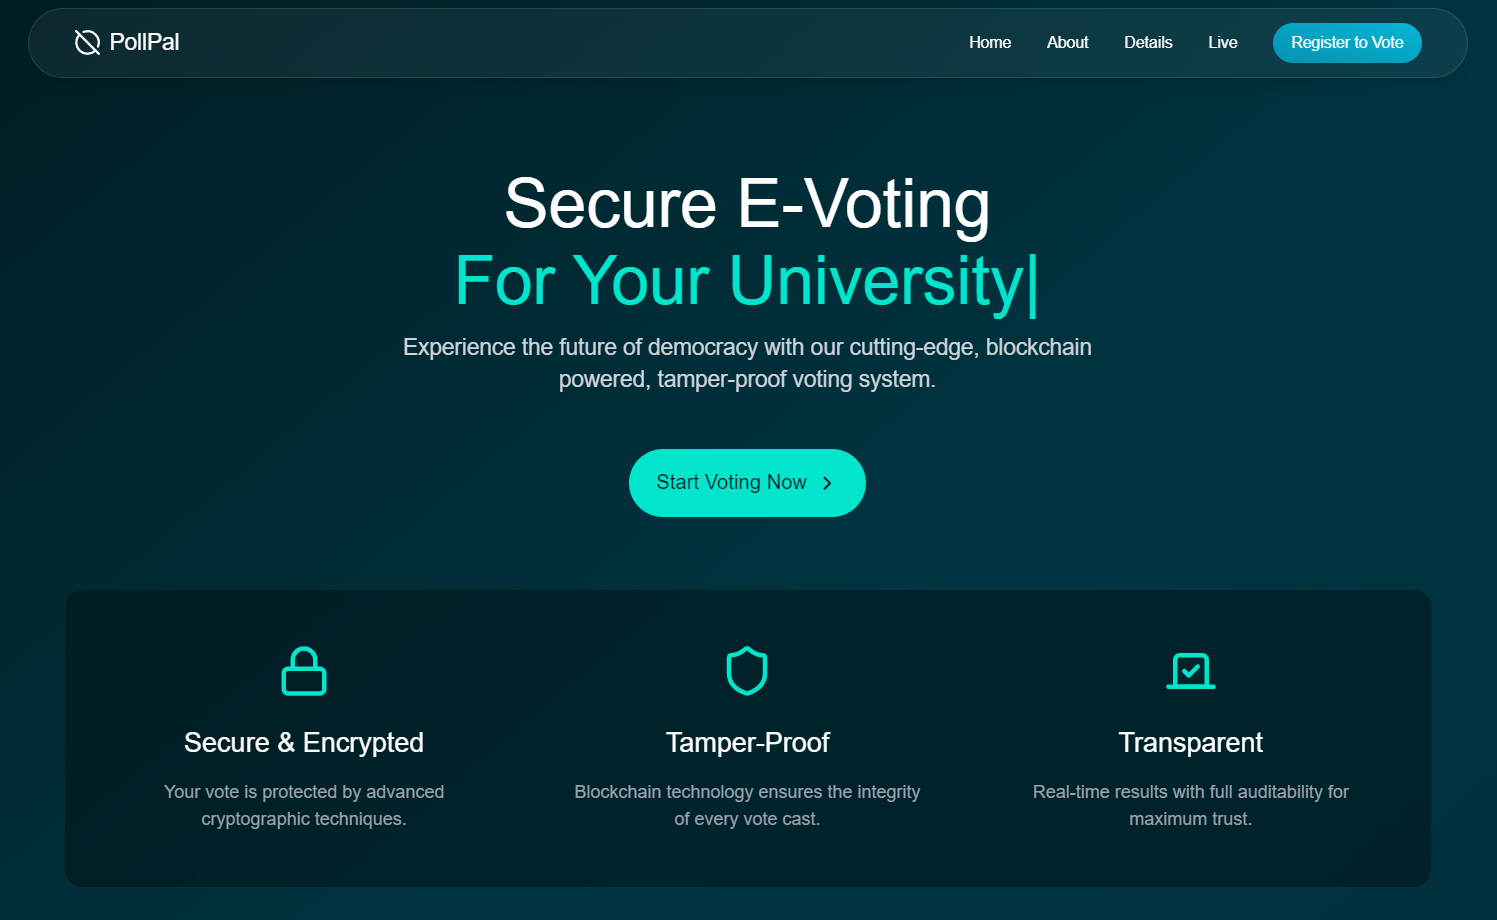 PollPal
Home
About
Details
Live
Register to Vote
Secure E-Voting
For Your University|
Experience the future of democracy with our cutting-edge, blockchain
powered, tamper-proof voting system.
Start Voting Now
Secure & Encrypted
Your vote is protected by advanced
cryptographic techniques.
Tamper-Proof
Blockchain technology ensures the integrity
of every vote cast.
Transparent
Real-time results with full auditability for
maximum trust.